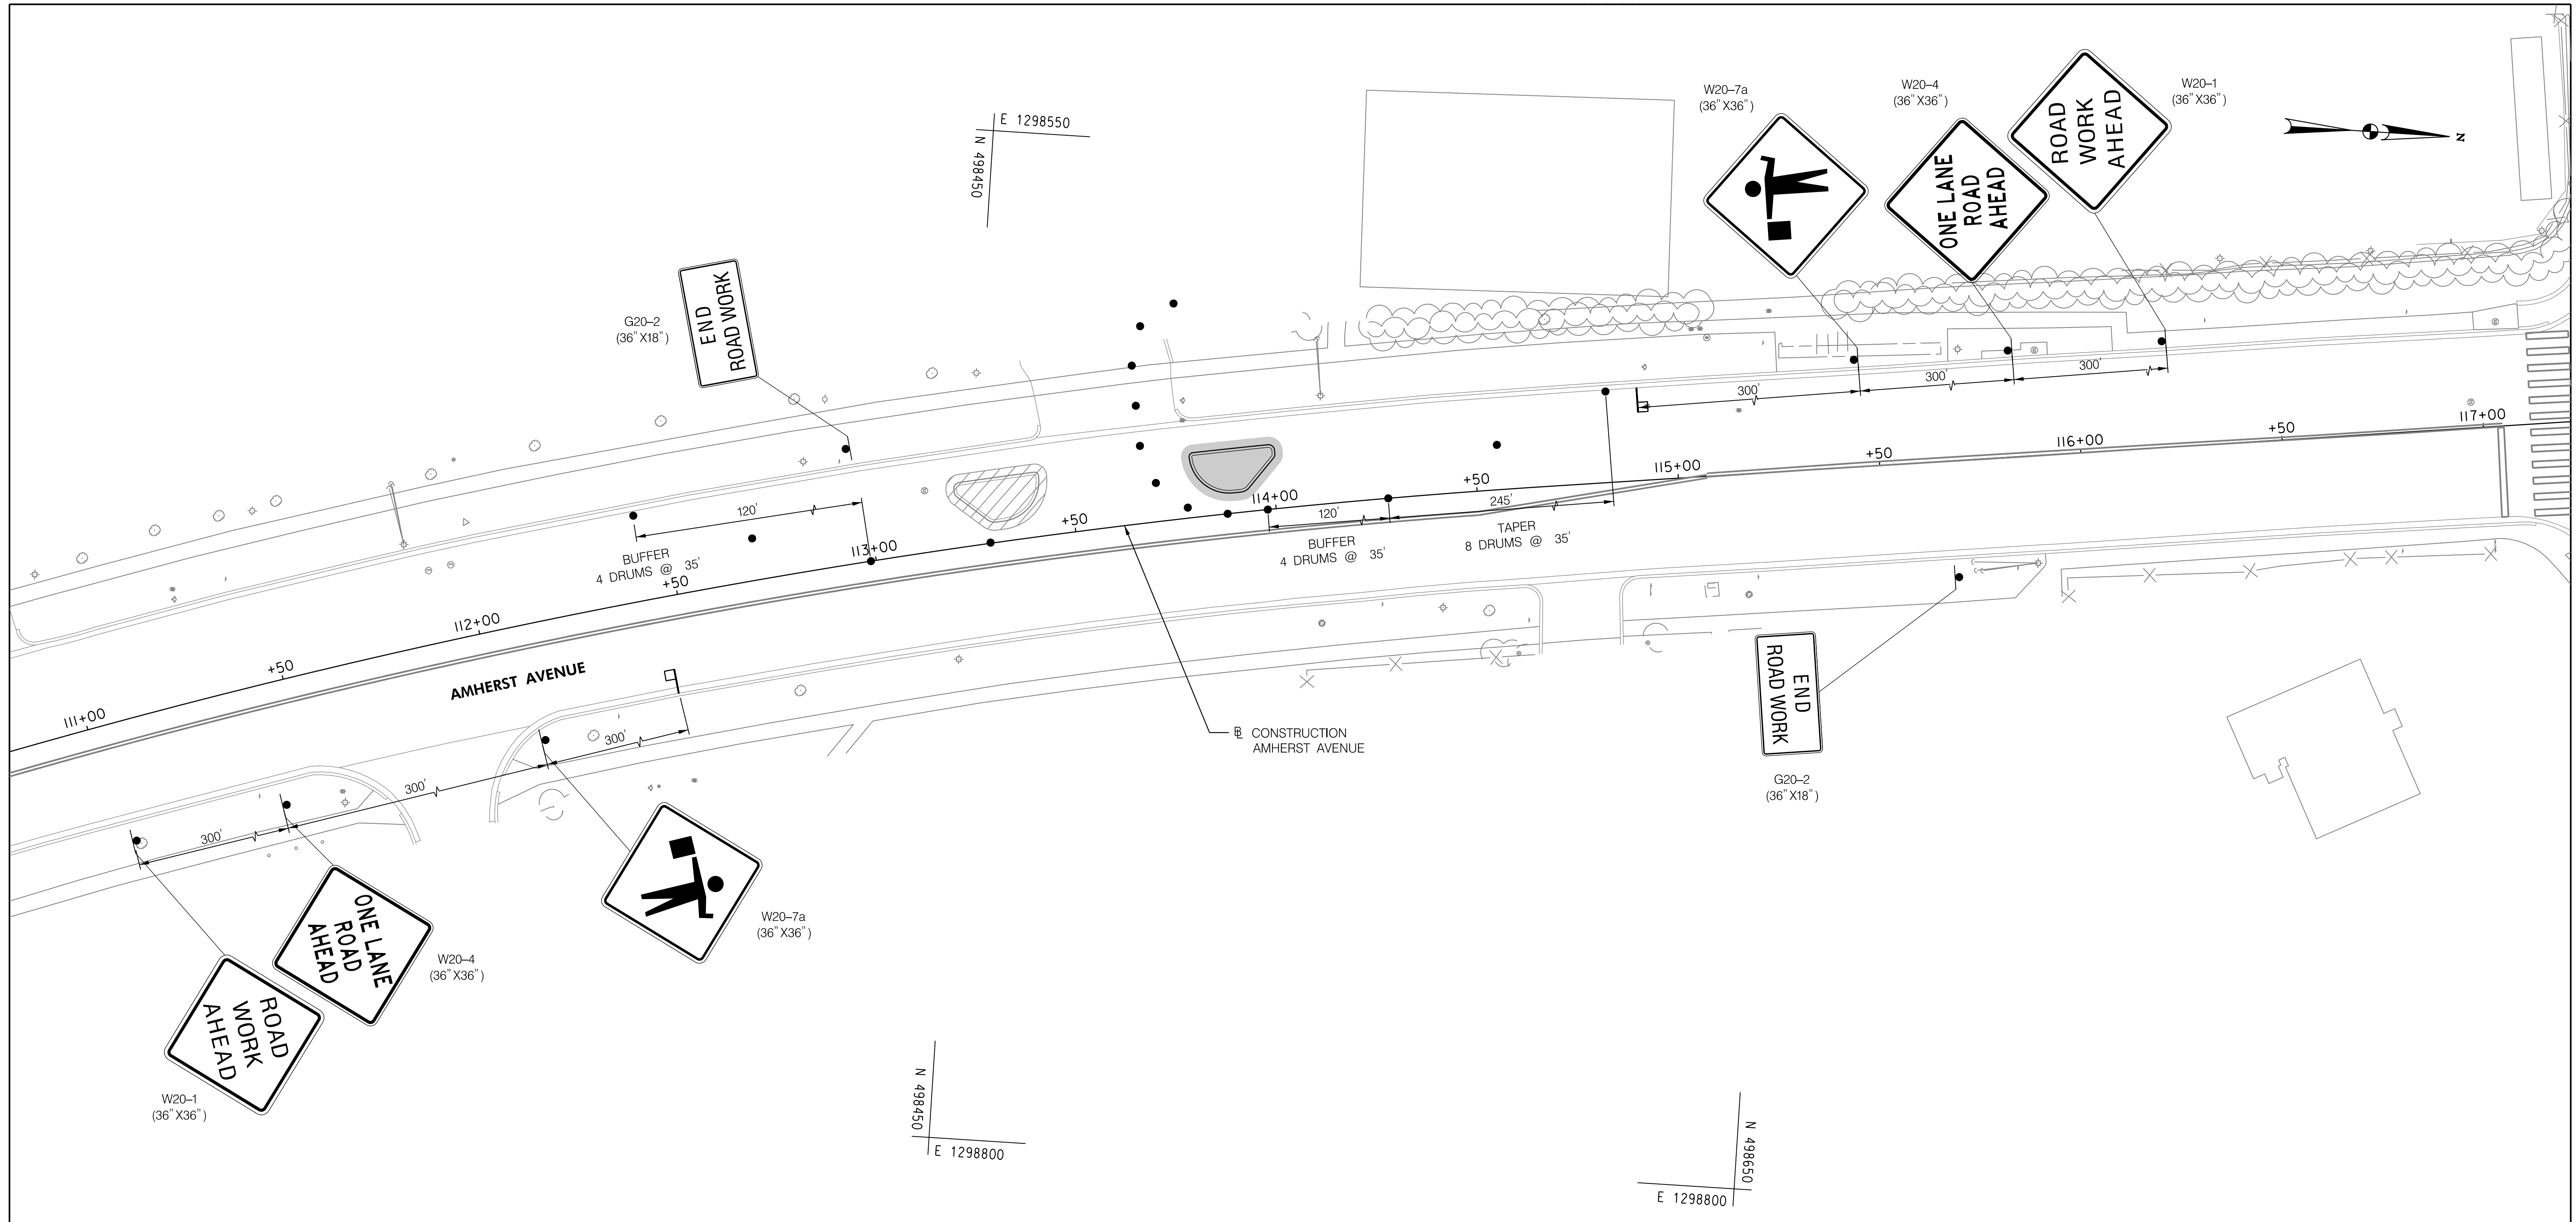 W20-7a
(36"X36")
W20-4
(36"X36")
W20-1
(36"X36")
ROAD
WORK
AHEAD
ONE LANE
ROAD
AHEAD
N
E 1298550
N 498450
G20-2
(36"X18")
END
ROAD WORK
300'
300'
300'
117+00
+50
116+00
+50
115+00
+50
114+00
+50
113+00
+50
112+00
+50
111+00
120'
BUFFER
4 DRUMS @ 35'
120'
BUFFER
4 DRUMS @ 35'
245'
TAPER
8 DRUMS @ 35'
AMHERST AVENUE
BL CONSTRUCTION
AMHERST AVENUE
END
ROAD WORK
G20-2
(36"X18")
300'
300'
300'
W20-7a
(36"X36")
ONE LANE
ROAD
AHEAD
W20-4
(36"X36")
ROAD
WORK
AHEAD
W20-1
(36"X36")
N 498450
E 1298800
N 498650
E 1298800